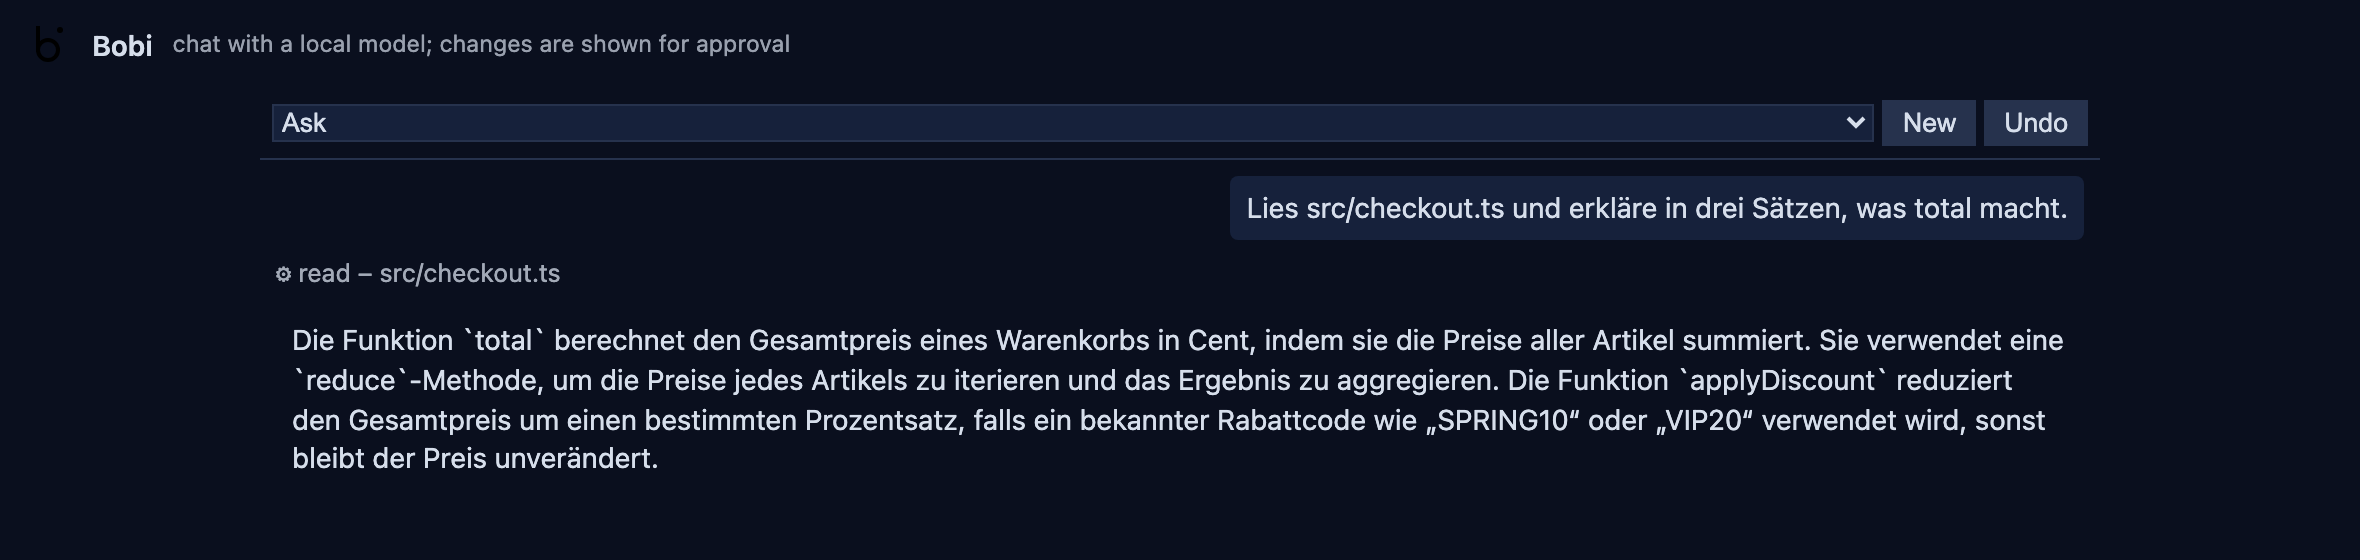 Bobi chat with a local model; changes are shown for approval
Ask
New
Undo
Lies src/checkout.ts und erkläre in drei Sätzen, was total macht.
⚙ read – src/checkout.ts
Die Funktion `total` berechnet den Gesamtpreis eines Warenkorbs in Cent, indem sie die Preise aller Artikel summiert. Sie verwendet eine
`reduce`-Methode, um die Preise jedes Artikels zu iterieren und das Ergebnis zu aggregieren. Die Funktion `applyDiscount` reduziert
den Gesamtpreis um einen bestimmten Prozentsatz, falls ein bekannter Rabattcode wie „SPRING10“ oder „VIP20“ verwendet wird, sonst
bleibt der Preis unverändert.